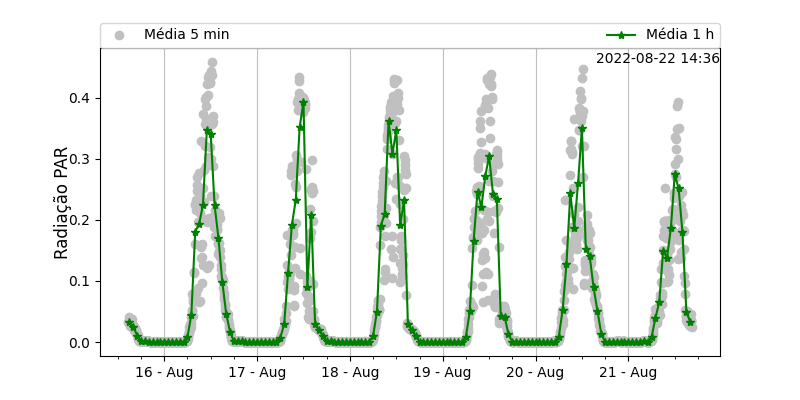 Média 5 min Média 1 h
2022-08-22 14:36
Radiação PAR
0.4
0.3
0.2
0.1
0.0
16 - Aug 17 - Aug 18 - Aug 19 - Aug 20 - Aug 21 - Aug